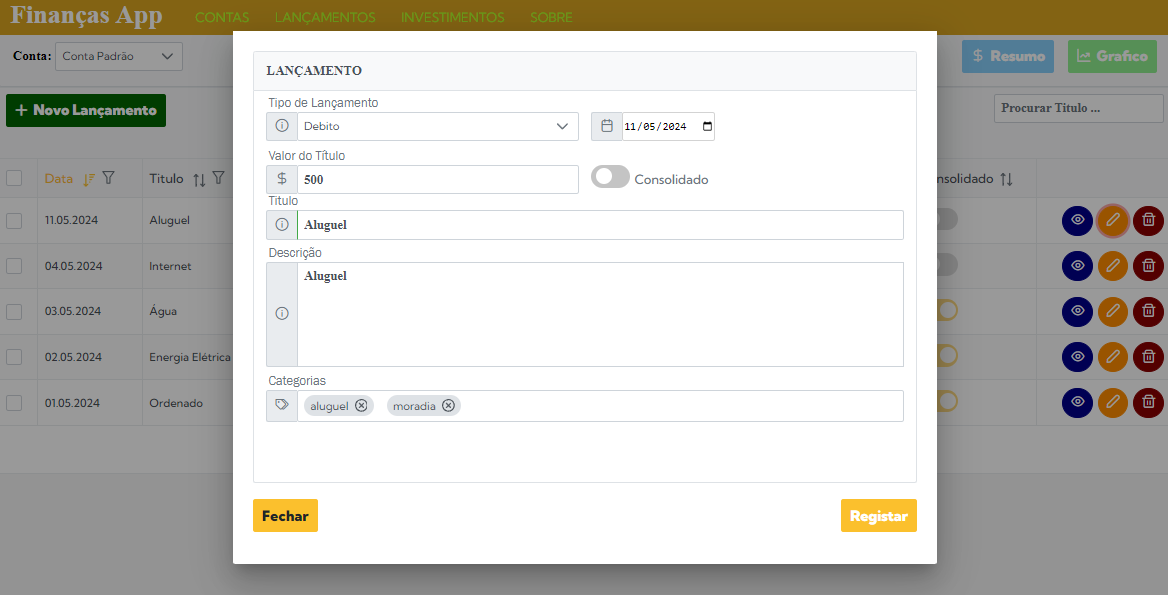 Finanças App CONTAS LANÇAMENTOS INVESTIMENTOS SOBRE
Conta: Conta Padrão
$ Resumo Grafico
+ Novo Lançamento
Procurar Titulo ...
Data Titulo nsolidado
11.05.2024 Aluguel
04.05.2024 Internet
03.05.2024 Água
02.05.2024 Energia Elétrica
01.05.2024 Ordenado
LANÇAMENTO
Tipo de Lançamento
Debito 11/05/2024
Valor do Título
$ 500 Consolidado
Titulo
Aluguel
Descrição
Aluguel
Categorias
aluguel moradia
Fechar Registar